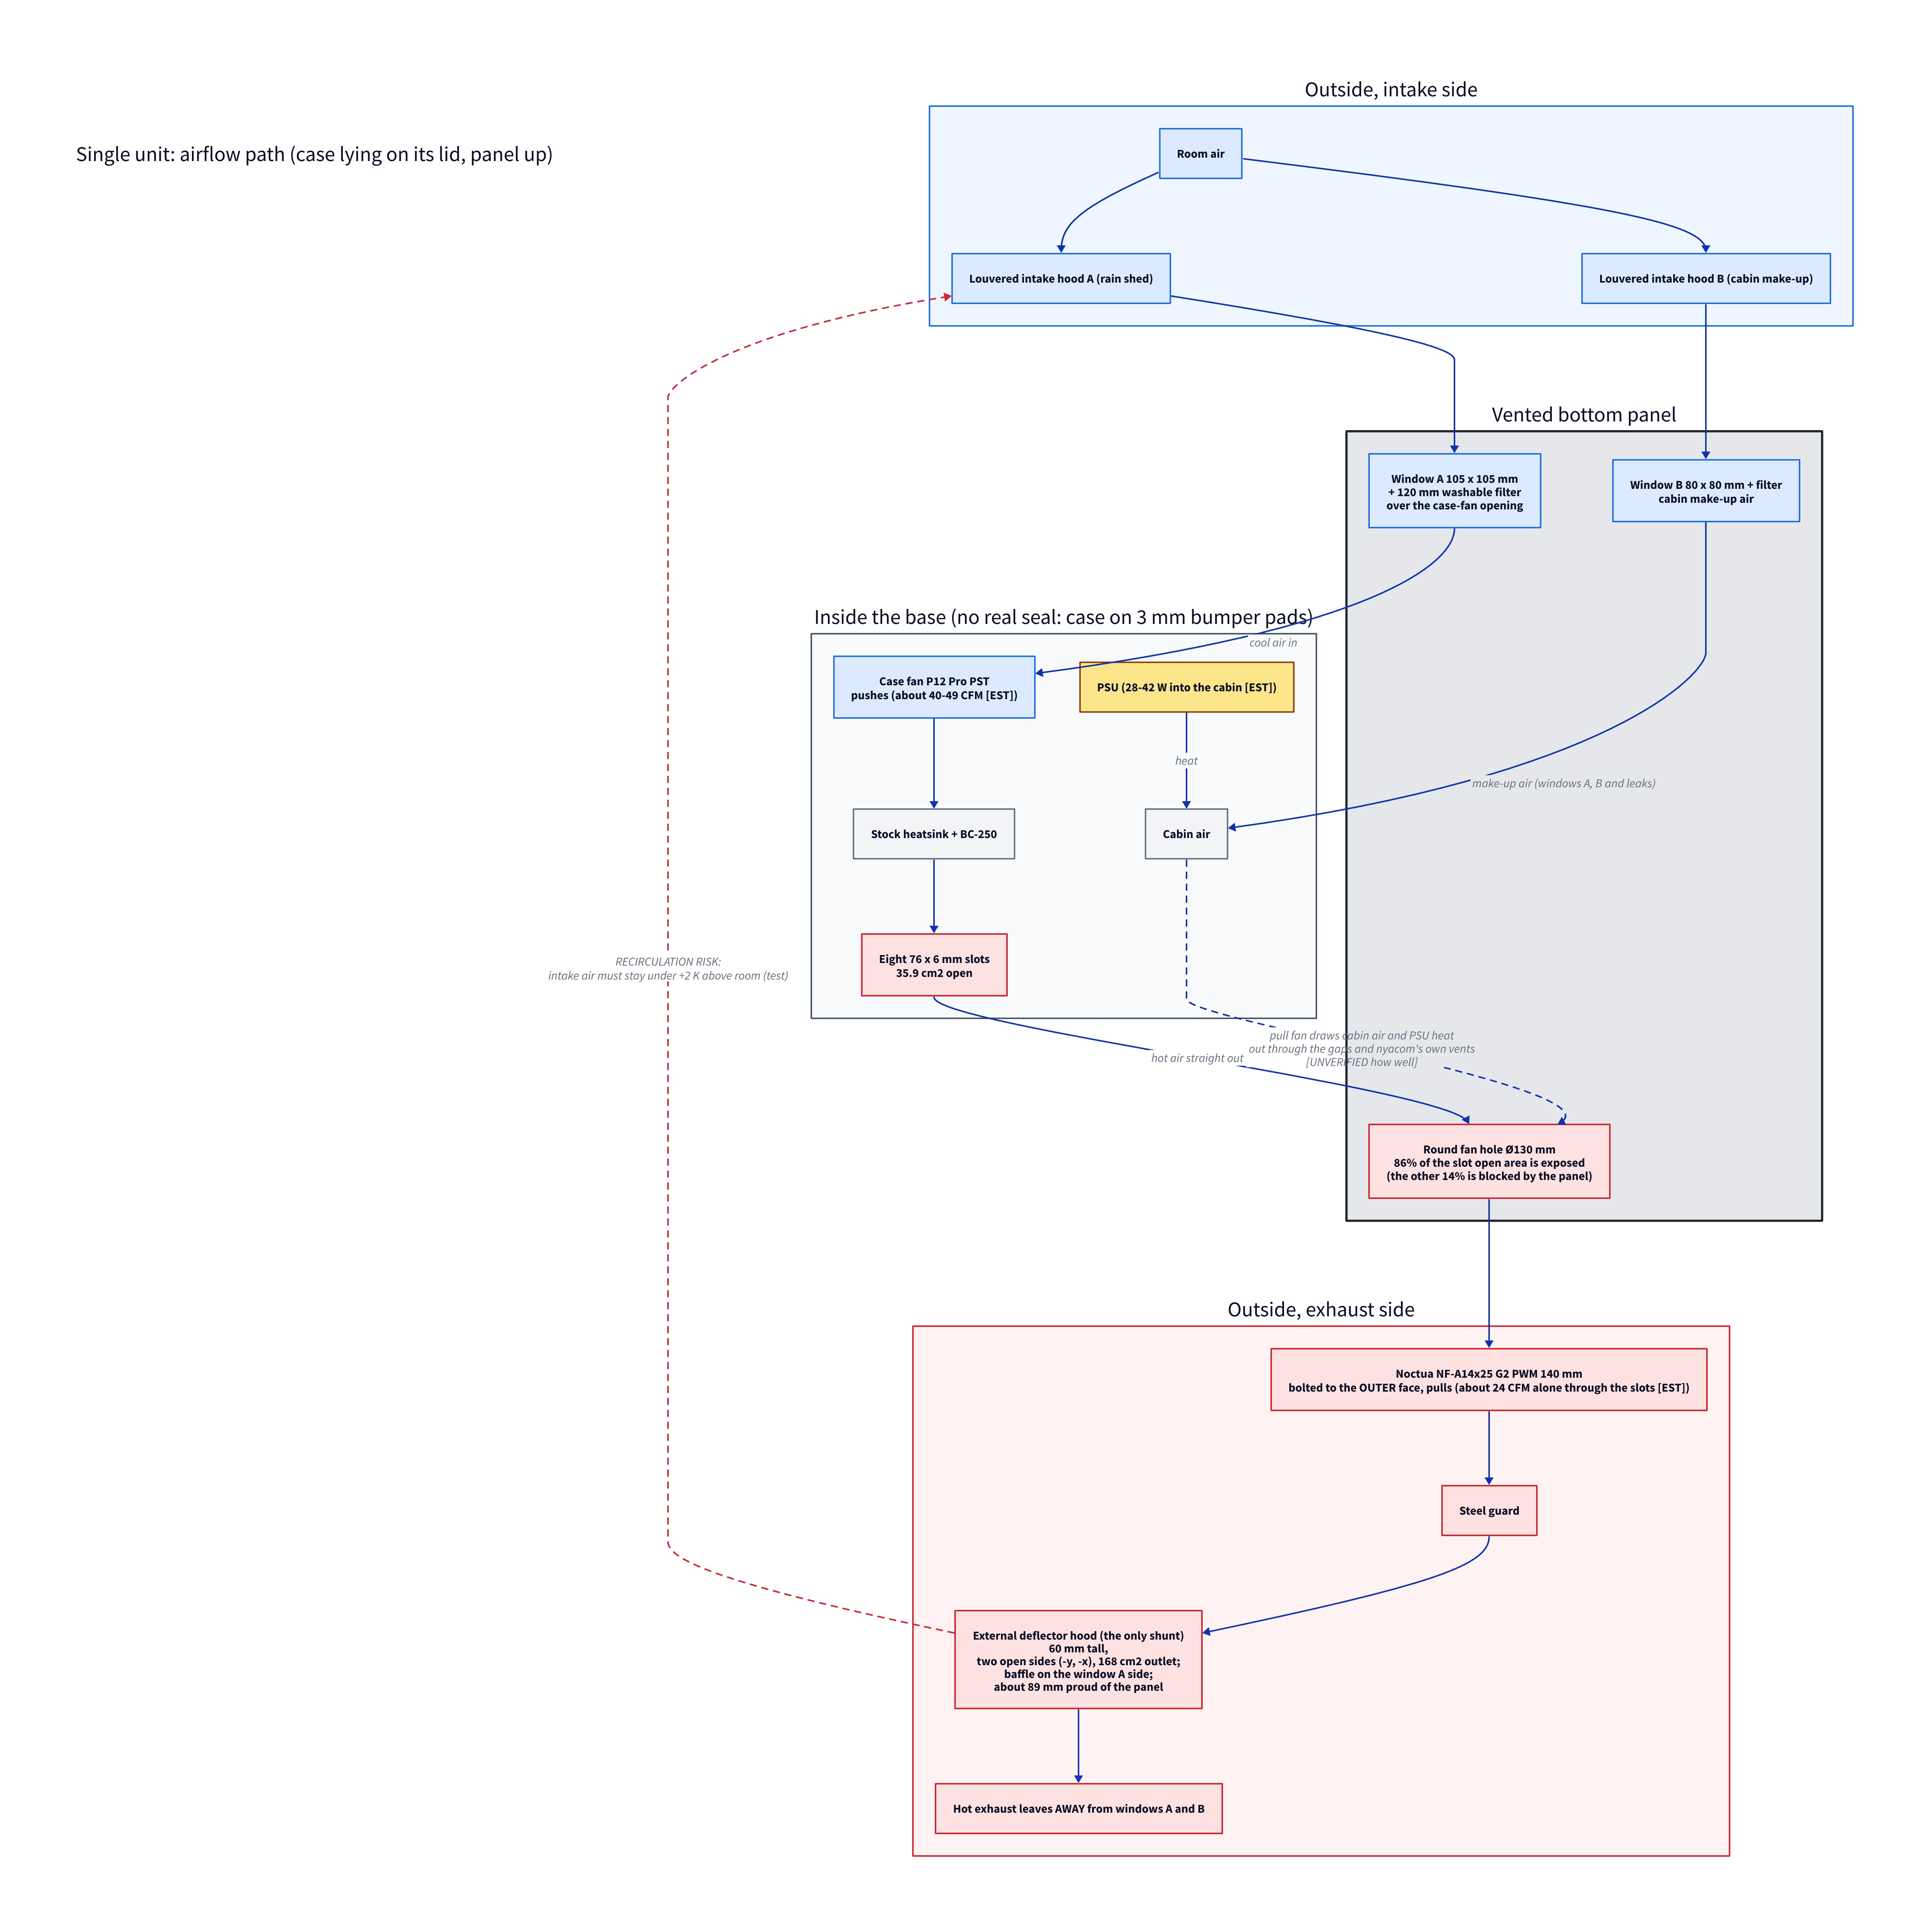 Outside, intake side
Single unit: airflow path (case lying on its lid, panel up)
Room air
Louvered intake hood A (rain shed)
Louvered intake hood B (cabin make-up)
Vented bottom panel
Window A 105 x 105 mm
+ 120 mm washable filter
over the case-fan opening
Window B 80 x 80 mm + filter
cabin make-up air
Inside the base (no real seal: case on 3 mm bumper pads)
cool air in
Case fan P12 Pro PST
pushes (about 40-49 CFM [EST])
PSU (28-42 W into the cabin [EST])
heat
make-up air (windows A, B and leaks)
Stock heatsink + BC-250
Cabin air
RECIRCULATION RISK:
intake air must stay under +2 K above room (test)
Eight 76 x 6 mm slots
35.9 cm2 open
pull fan draws cabin air and PSU heat
out through the gaps and nyacom's own vents
[UNVERIFIED how well]
hot air straight out
Round fan hole Ø130 mm
86% of the slot open area is exposed
(the other 14% is blocked by the panel)
Outside, exhaust side
Noctua NF-A14x25 G2 PWM 140 mm
bolted to the OUTER face, pulls (about 24 CFM alone through the slots [EST])
Steel guard
External deflector hood (the only shunt)
60 mm tall,
two open sides (-y, -x), 168 cm2 outlet;
baffle on the window A side;
about 89 mm proud of the panel
Hot exhaust leaves AWAY from windows A and B